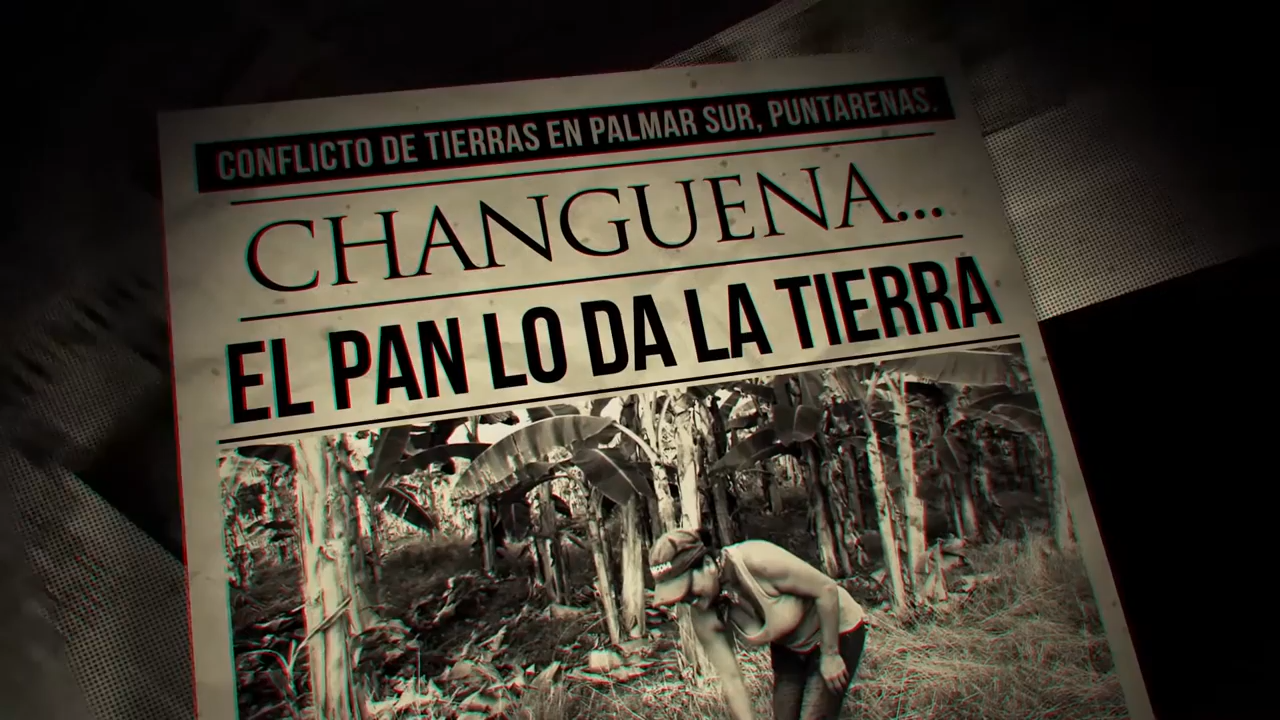 CONFLICTO DE TIERRAS EN PALMAR SUR, PUNTARENAS.
CHANGUENA...
EL PAN LO DA LA TIERRA